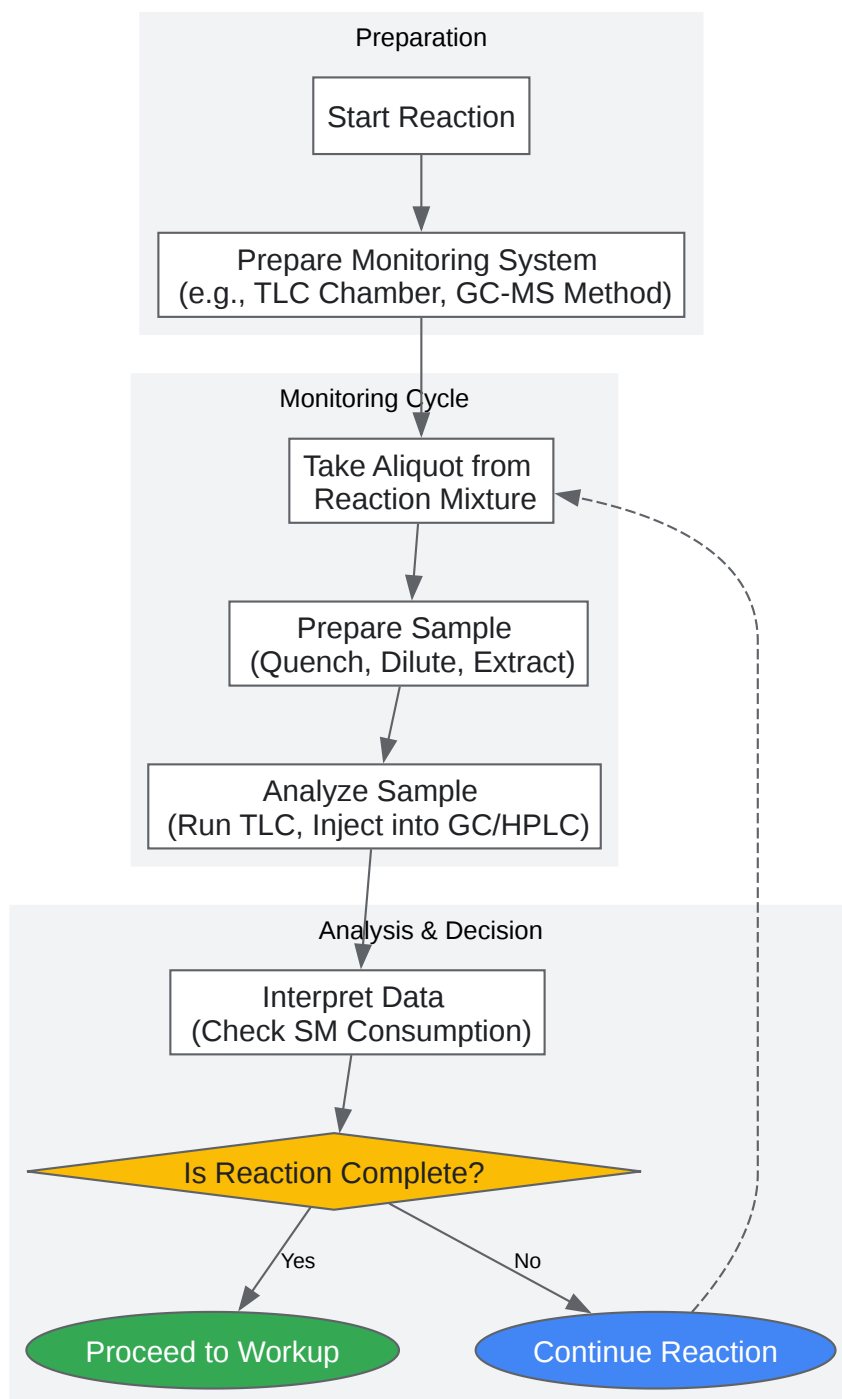 Preparation
Start Reaction
Prepare Monitoring System
(e.g., TLC Chamber, GC-MS Method)
Monitoring Cycle
Take Aliquot from
Reaction Mixture
Prepare Sample
(Quench, Dilute, Extract)
Analyze Sample
(Run TLC, Inject into GC/HPLC)
Analysis & Decision
Interpret Data
(Check SM Consumption)
Is Reaction Complete?
Yes
No
Proceed to Workup
Continue Reaction